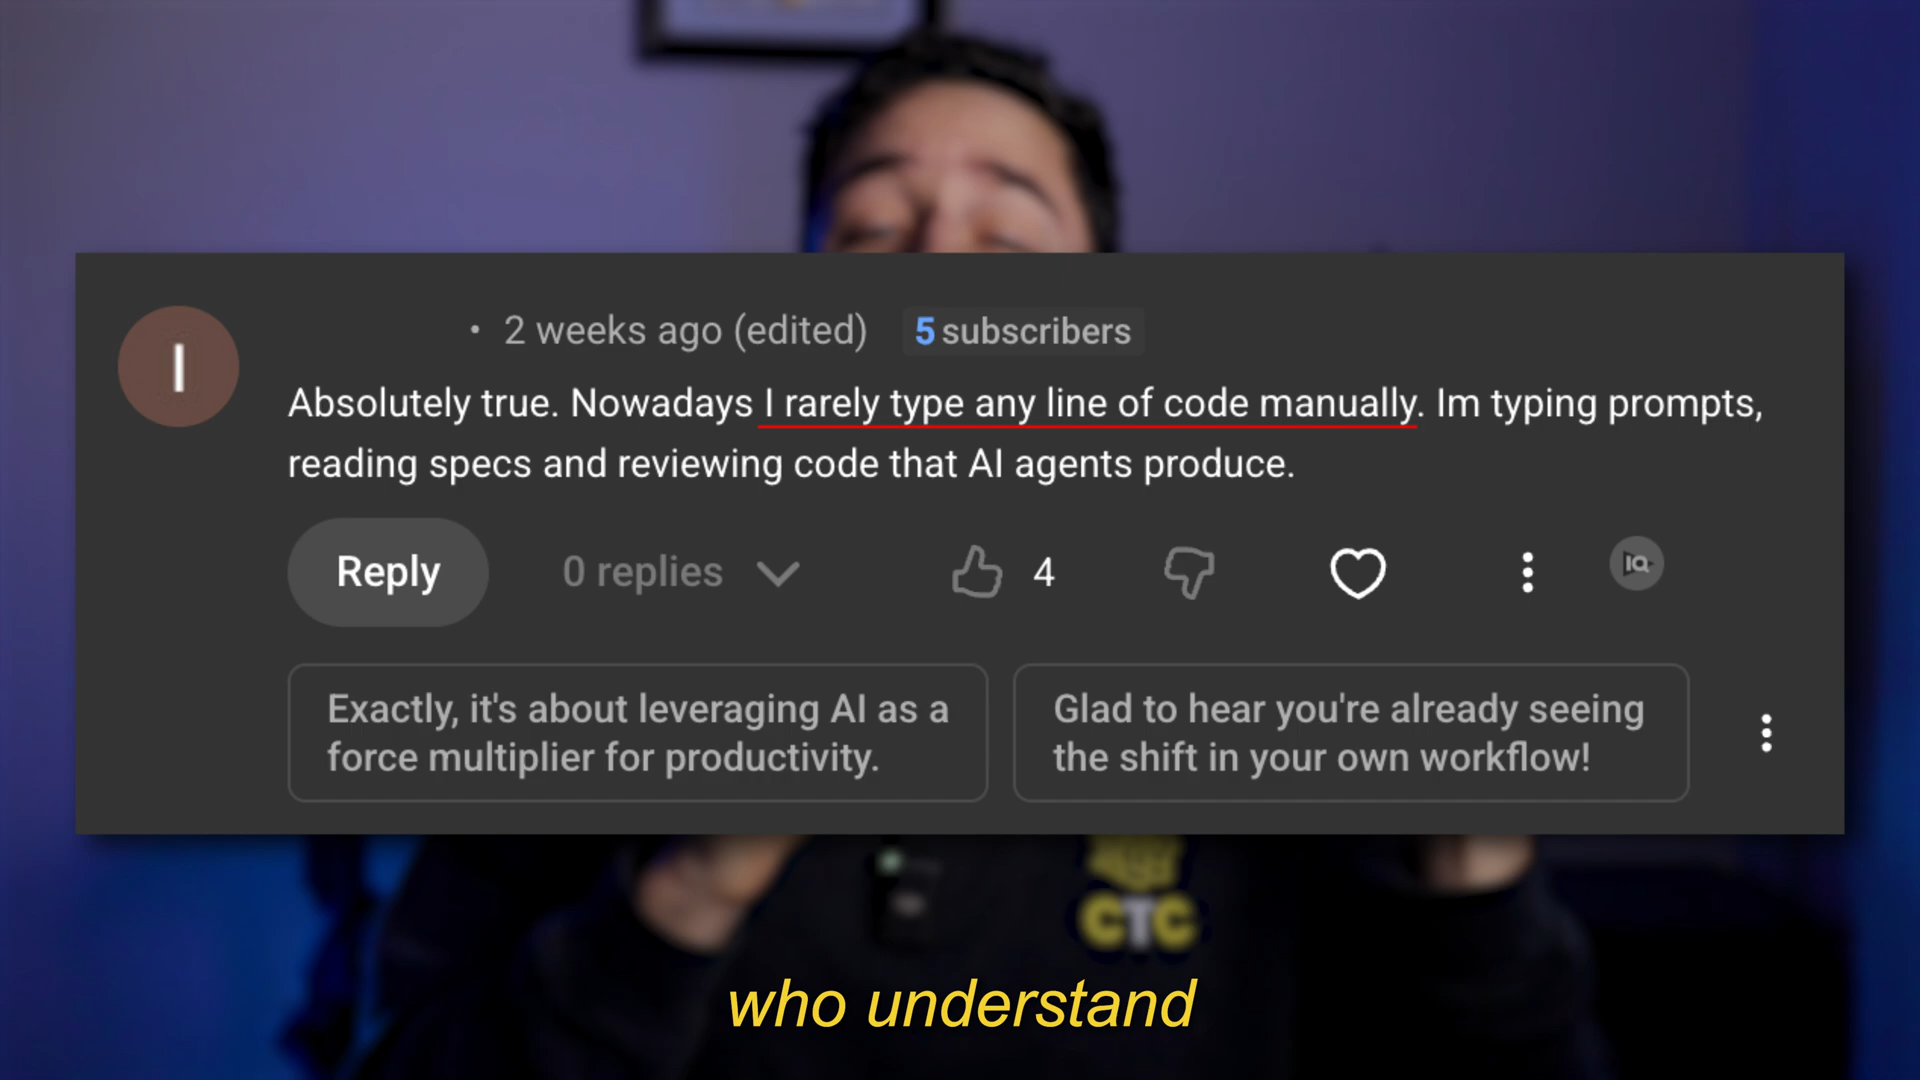 I
• 2 weeks ago (edited) 5 subscribers
Absolutely true. Nowadays I rarely type any line of code manually. Im typing prompts,
reading specs and reviewing code that AI agents produce.
Reply 0 replies 4 IQ
Exactly, it's about leveraging AI as a
force multiplier for productivity.
Glad to hear you're already seeing
the shift in your own workflow!
CTC
who understand